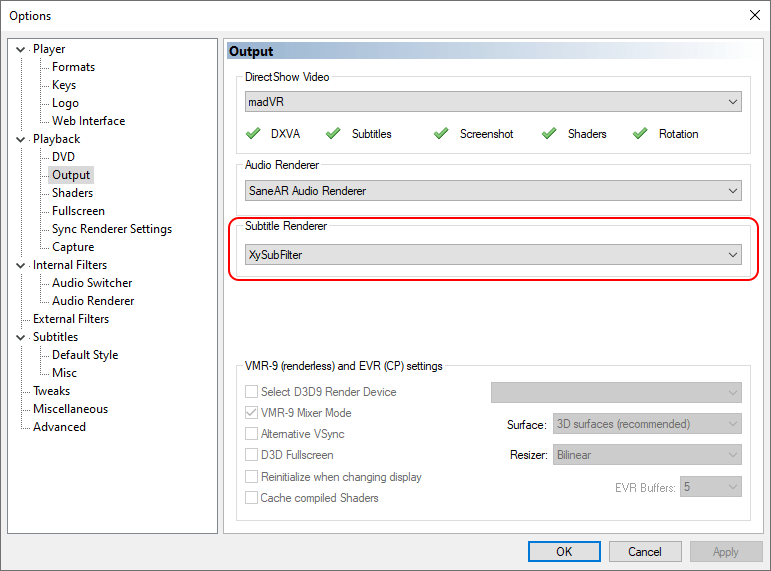 Options
Player
Formats
Keys
Logo
Web Interface
Playback
DVD
Output
Shaders
Fullscreen
Sync Renderer Settings
Capture
Internal Filters
Audio Switcher
Audio Renderer
External Filters
Subtitles
Default Style
Misc
Tweaks
Miscellaneous
Advanced
Output
DirectShow Video
madVR
DXVA Subtitles Screenshot Shaders Rotation
Audio Renderer
SaneAR Audio Renderer
Subtitle Renderer
XySubFilter
VMR-9 (renderless) and EVR (CP) settings
Select D3D9 Render Device
VMR-9 Mixer Mode
Alternative VSync
D3D Fullscreen
Reinitialize when changing display
Cache compiled Shaders
Surface: 3D surfaces (recommended)
Resizer: Bilinear
EVR Buffers: 5
OK Cancel Apply